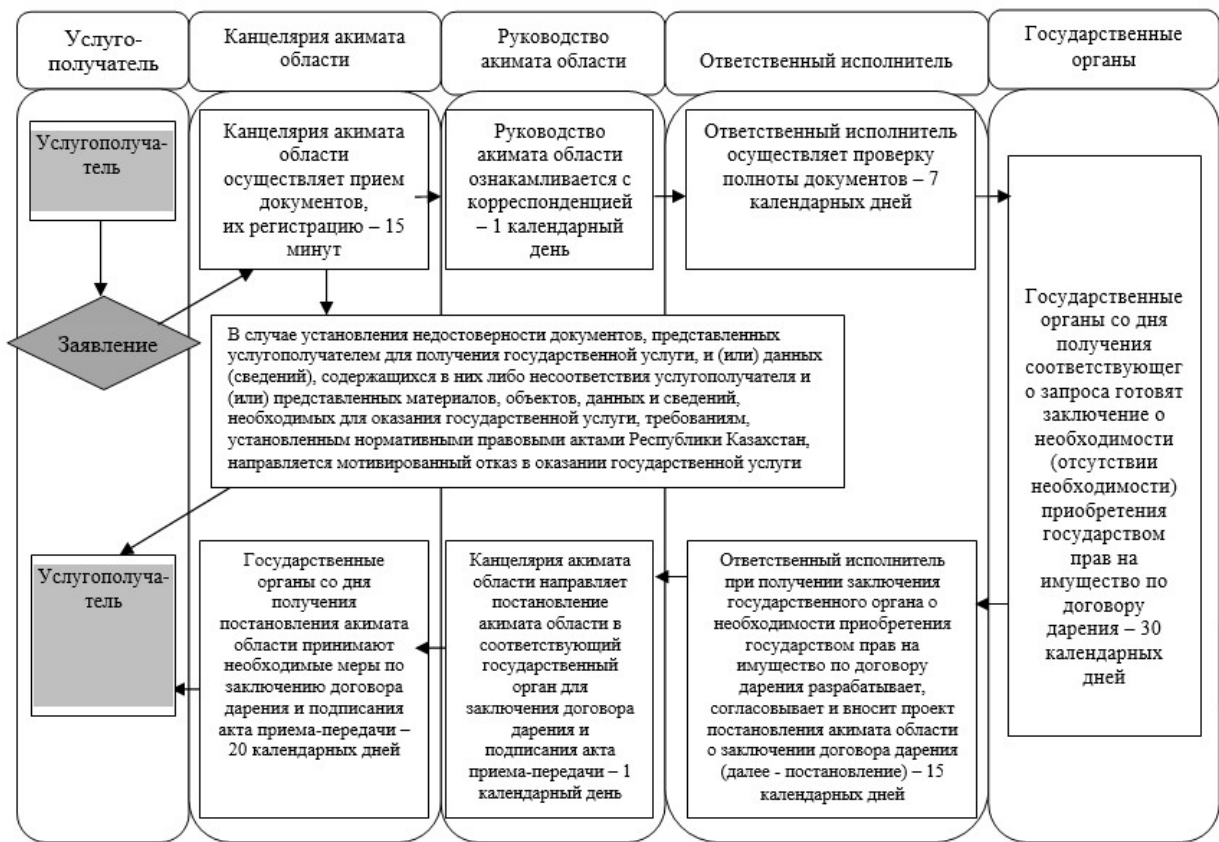 Услуго-
получатель
Канцелярия акимата
области
Руководство
акимата области
Ответственный исполнитель
Государственные
органы
Услугополуча-
тель
Заявление
Канцелярия акимата
области
осуществляет прием
документов,
их регистрацию – 15
минут
Руководство
акимата области
ознакамливается с
корреспонденцией
– 1 календарный
день
Ответственный исполнитель
осуществляет проверку
полноты документов – 7
календарных дней
Государственные
органы со дня
получения
соответствующег
о запроса готовят
заключение о
необходимости
(отсутствии
необходимости)
приобретения
государством
прав на
имущество по
договору
дарения – 30
календарных
дней
В случае установления недостоверности документов, представленных
услугополучателем для получения государственной услуги, и (или) данных
(сведений), содержащихся в них либо несоответствия услугополучателя и
(или) представленных материалов, объектов, данных и сведений,
необходимых для оказания государственной услуги, требованиям,
установленным нормативными правовыми актами Республики Казахстан,
направляется мотивированный отказ в оказании государственной услуги
Услугополуча-
тель
Государственные
органы со дня
получения
постановления акимата
области принимают
необходимые меры по
заключению договора
дарения и подписания
акта приема-передачи –
20 календарных дней
Канцелярия акимата
области направляет
постановление
акимата области в
соответствующий
государственный
орган для
заключения договора
дарения и
подписания акта
приема-передачи – 1
календарный день
Ответственный исполнитель
при получении заключения
государственного органа о
необходимости приобретения
государством прав на
имущество по договору
дарения разрабатывает,
согласовывает и вносит проект
постановления акимата области
о заключении договора дарения
(далее - постановление) – 15
календарных дней